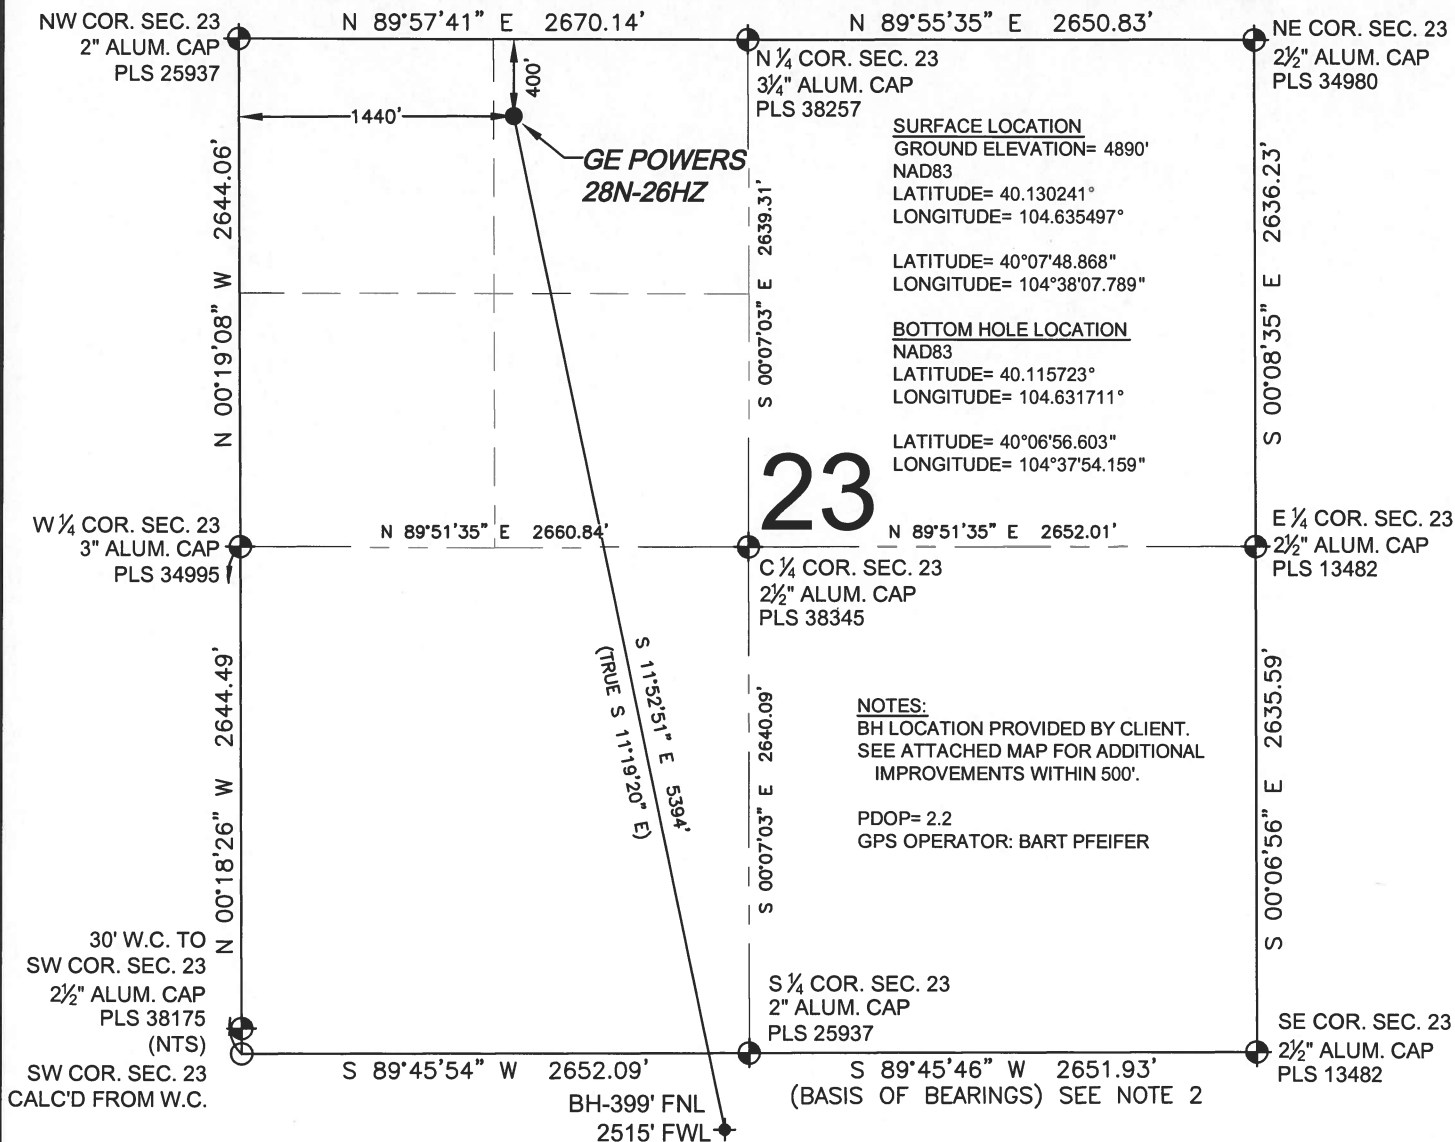 N 89°57'41" E 2670.14'
N 89°55'35" E 2650.83'
NW COR. SEC. 23
2" ALUM. CAP
PLS 25937
N ¼ COR. SEC. 23
3¼" ALUM. CAP
PLS 38257
NE COR. SEC. 23
2½" ALUM. CAP
PLS 34980
400'
1440'
GE POWERS
28N-26HZ
SURFACE LOCATION
GROUND ELEVATION= 4890'
NAD83
LATITUDE= 40.130241°
LONGITUDE= 104.635497°
LATITUDE= 40°07'48.868"
LONGITUDE= 104°38'07.789"
BOTTOM HOLE LOCATION
NAD83
LATITUDE= 40.115723°
LONGITUDE= 104.631711°
LATITUDE= 40°06'56.603"
LONGITUDE= 104°37'54.159"
N 00°19'08" W 2644.06'
S 00°07'03" E 2639.31'
S 00°08'35" E 2636.23'
23
W ¼ COR. SEC. 23
3" ALUM. CAP
PLS 34995
N 89°51'35" E 2660.84'
N 89°51'35" E 2652.01'
C ¼ COR. SEC. 23
2½" ALUM. CAP
PLS 38345
E ¼ COR. SEC. 23
2½" ALUM. CAP
PLS 13482
N 00°18'26" W 2644.49'
S 11°52'51" E 5394'
(TRUE S 11°19'20" E)
S 00°07'03" E 2640.09'
S 00°06'56" E 2635.59'
NOTES:
BH LOCATION PROVIDED BY CLIENT.
SEE ATTACHED MAP FOR ADDITIONAL
IMPROVEMENTS WITHIN 500'.
PDOP= 2.2
GPS OPERATOR: BART PFEIFER
30' W.C. TO
SW COR. SEC. 23
2½" ALUM. CAP
PLS 38175
(NTS)
SW COR. SEC. 23
CALC'D FROM W.C.
S ¼ COR. SEC. 23
2" ALUM. CAP
PLS 25937
SE COR. SEC. 23
2½" ALUM. CAP
PLS 13482
S 89°45'54" W 2652.09'
S 89°45'46" W 2651.93'
(BASIS OF BEARINGS) SEE NOTE 2
BH-399' FNL
2515' FWL